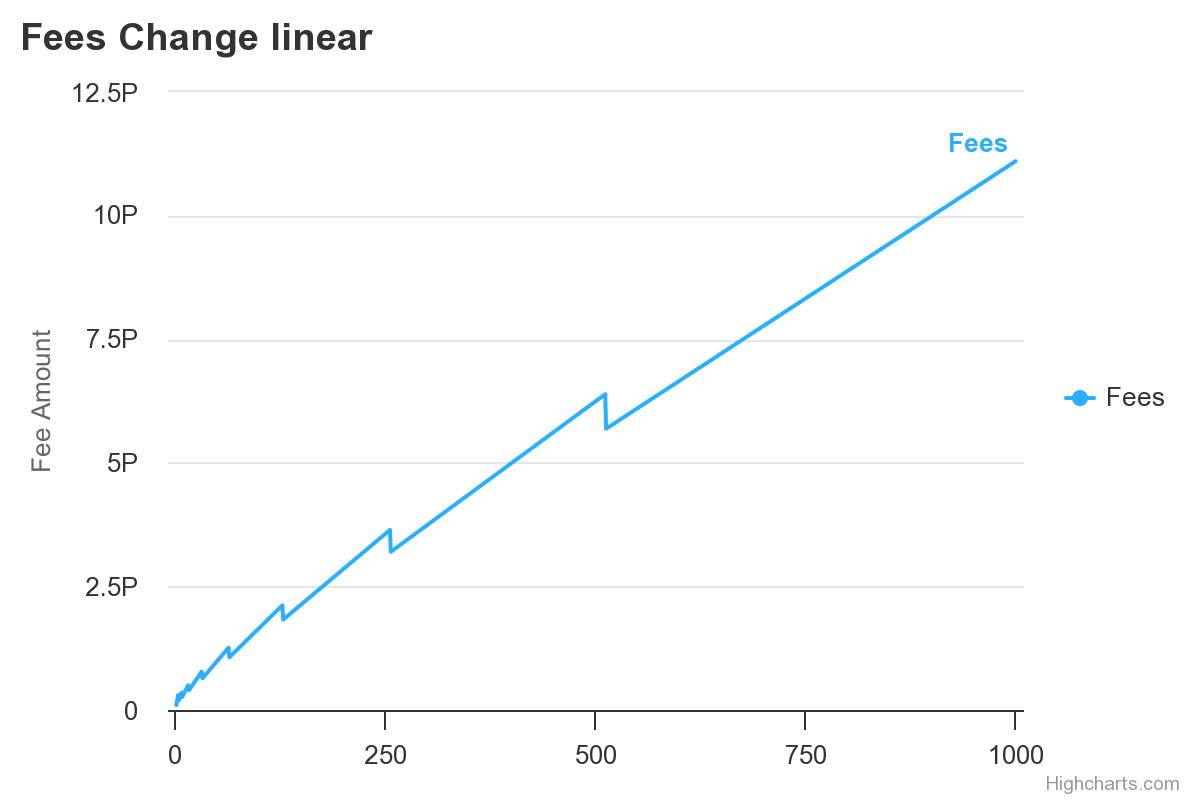 Fees Change linear
12.5P
10P
7.5P
5P
2.5P
0
Fee Amount
Fees
Fees
0 250 500 750 1000
Highcharts.com